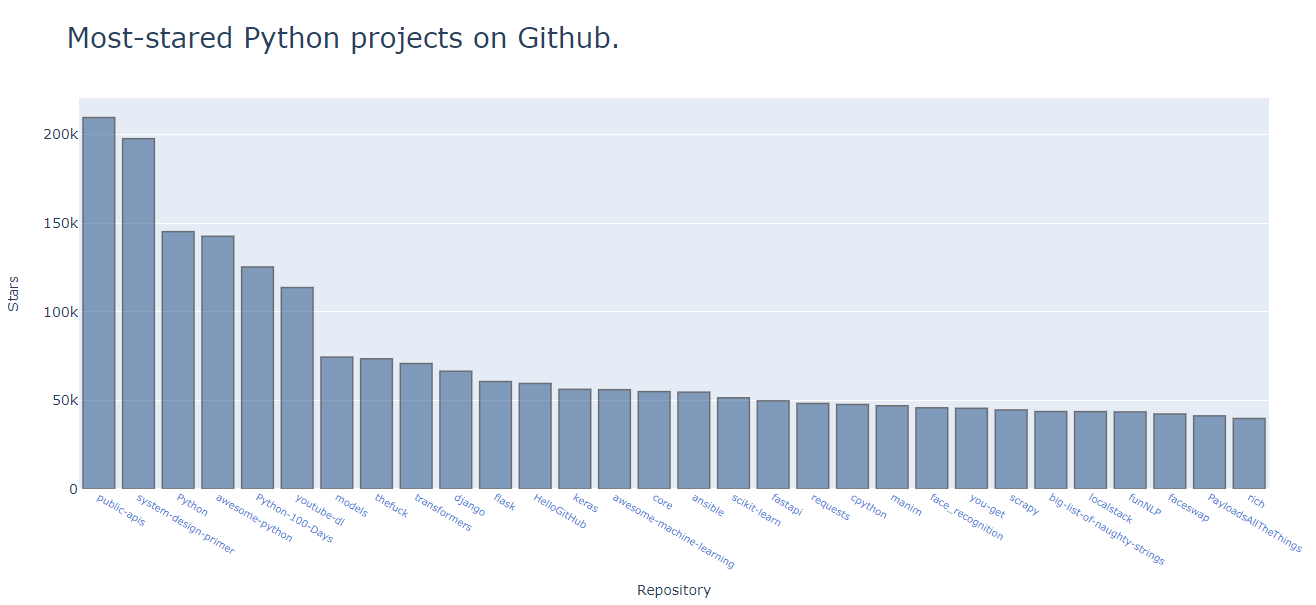 Most-stared Python projects on Github.
200k
150k
100k
50k
0
Stars
public-apis
system-design-primer
Python
awesome-python
Python-100-Days
youtube-dl
models
thefuck
transformers
django
flask
HelloGitHub
keras
awesome-machine-learning
core
ansible
scikit-learn
fastapi
requests
cpython
manim
face_recognition
you-get
scrapy
big-list-of-naughty-strings
localstack
funNLP
faceswap
PayloadsAllTheThings
rich
Repository